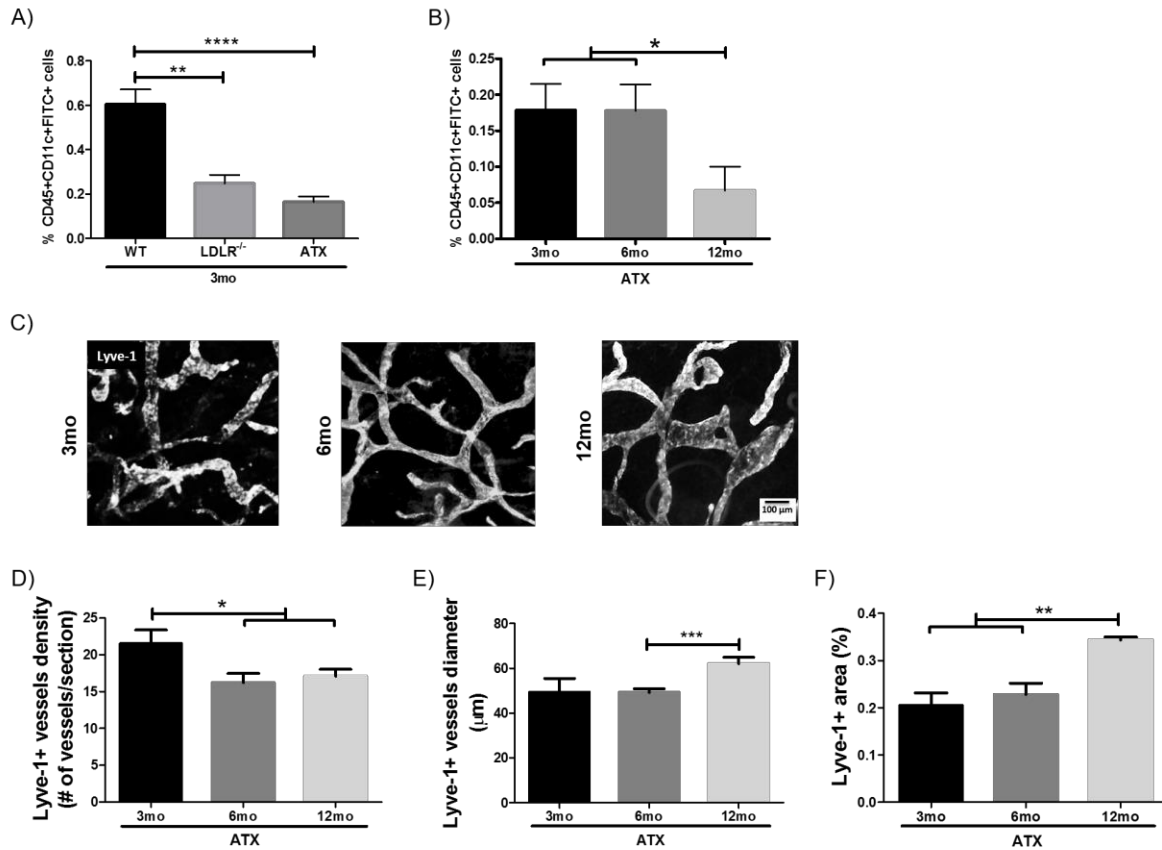 A)
% CD45+CD11c+FITC+ cells
0.8
0.6
0.4
0.2
0.0
****
**
WT LDLR-/- ATX
3mo
B)
% CD45+CD11c+FITC+ cells
0.25
0.20
0.15
0.10
0.05
0.00
*
3mo 6mo 12mo
ATX
C)
3mo
Lyve-1
6mo
12mo
100 µm
D)
Lyve-1+ vessels density
(# of vessels/section)
25
20
15
10
5
0
*
3mo 6mo 12mo
ATX
E)
Lyve-1+ vessels diameter
(µm)
80
60
40
20
0
***
3mo 6mo 12mo
ATX
F)
Lyve-1+ area (%)
0.4
0.3
0.2
0.1
0.0
**
3mo 6mo 12mo
ATX